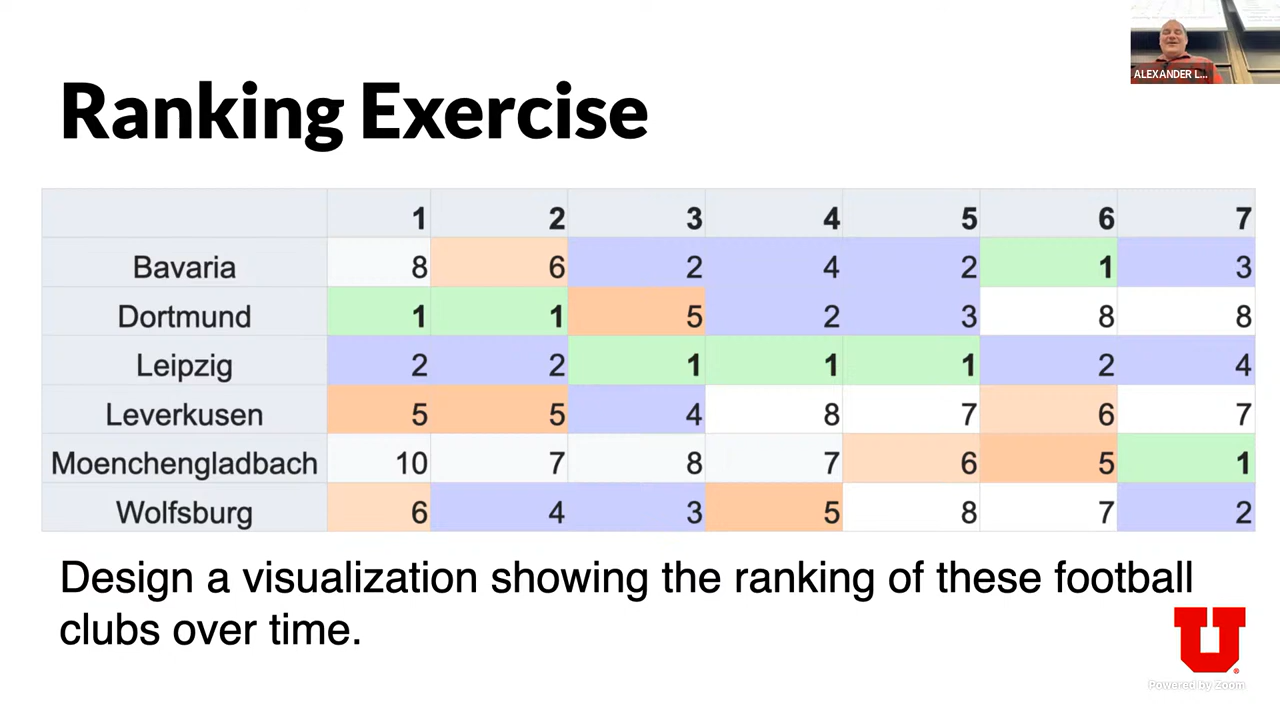 ALEXANDER L...
Ranking Exercise
1 2 3 4 5 6 7
Bavaria 8 6 2 4 2 1 3
Dortmund 1 1 5 2 3 8 8
Leipzig 2 2 1 1 1 2 4
Leverkusen 5 5 4 8 7 6 7
Moenchengladbach 10 7 8 7 6 5 1
Wolfsburg 6 4 3 5 8 7 2
Design a visualization showing the ranking of these football
clubs over time.
U
Powered by Zoom